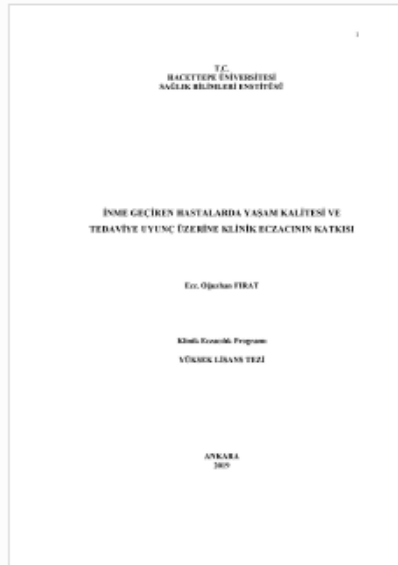 1
T.C.
HACETTEPE ÜNİVERSİTESİ
SAĞLIK BİLİMLERİ ENSTİTÜSÜ
İNME GEÇİREN HASTALARDA YAŞAM KALİTESİ VE
TEDAVİYE UYUNÇ ÜZERİNE KLİNİK ECZACININ KATKISI
Ecz. Oğuzhan FIRAT
Klinik Eczacılık Programı
YÜKSEK LİSANS TEZİ
ANKARA
2019